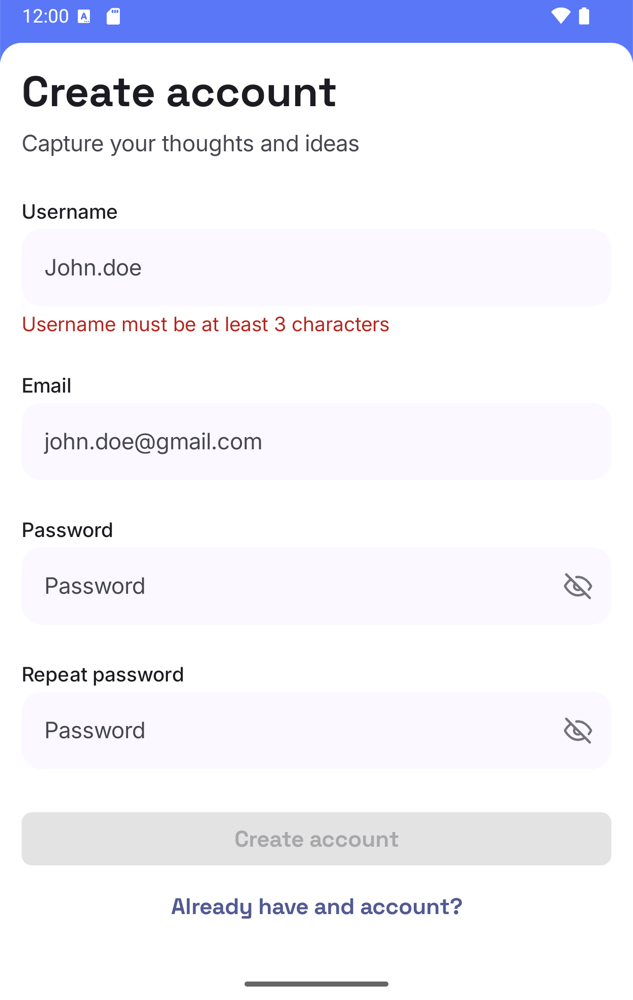 12:00
Create account
Capture your thoughts and ideas
Username
John.doe
Username must be at least 3 characters
Email
john.doe@gmail.com
Password
Password
Repeat password
Password
Create account
Already have and account?